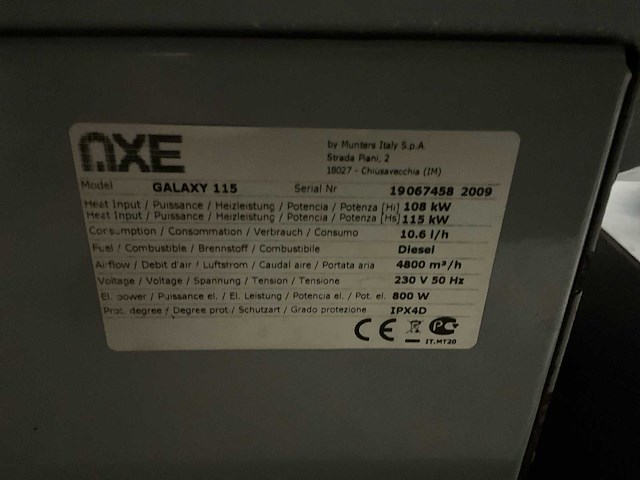 AXE
by Munters Italy S.p.A.
Strada Piani, 2
18027 - Chiusavecchia (IM)
Model GALAXY 115 Serial Nr 19067458 2009
Heat Input / Puissance / Heizleistung / Potencia / Potenza [Hi] 108 kW
Heat Input / Puissance / Heizleistung / Potencia / Potenza [Hs] 115 kW
Consumption / Consommation / Verbrauch / Consumo 10.6 l/h
Fuel / Combustible / Brennstoff / Combustibile Diesel
Airflow / Debit d'air / Luftstrom / Caudal aire / Portata aria 4800 m³/h
Voltage / Voltage / Spannung / Tension / Tensione 230 V 50 Hz
El. power / Puissance el. / El. Leistung / Potencia el. / Pot. el. 800 W
Prot. degree / Degree prot / Schutzart / Grado protezione IPX4D
CE PG
IT.MT20